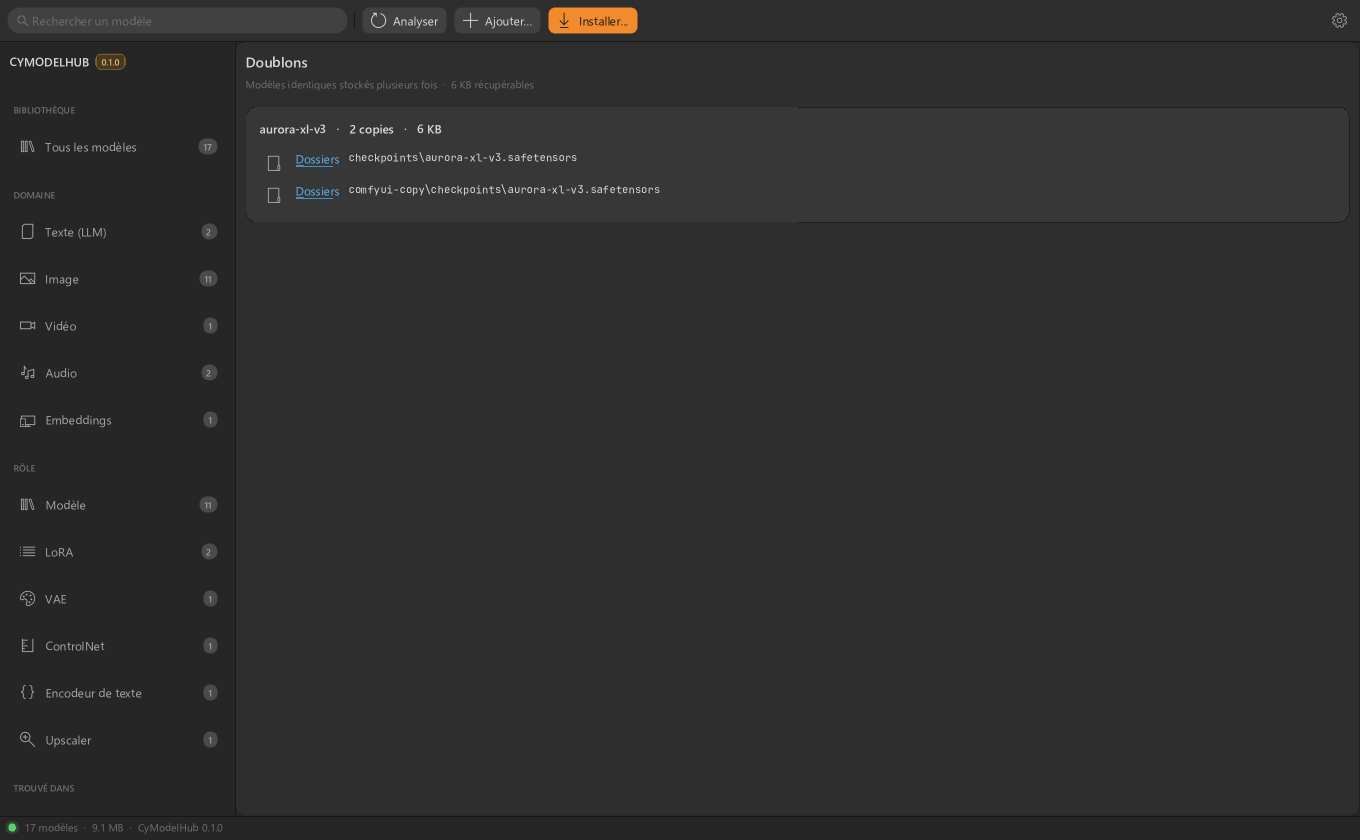 Rechercher un modèle
Analyser
Ajouter...
Installer...
CYMODELHUB 0.1.0
BIBLIOTHÈQUE
Tous les modèles 17
DOMAINE
Texte (LLM) 2
Image 11
Vidéo 1
Audio 2
Embeddings 1
RÔLE
Modèle 11
LoRA 2
VAE 1
ControlNet 1
Encodeur de texte 1
Upscaler 1
TROUVÉ DANS
Doublons
Modèles identiques stockés plusieurs fois · 6 KB récupérables
aurora-xl-v3 · 2 copies · 6 KB
Dossiers checkpoints\aurora-xl-v3.safetensors
Dossiers comfyui-copy\checkpoints\aurora-xl-v3.safetensors
17 modèles · 9.1 MB · CyModelHub 0.1.0